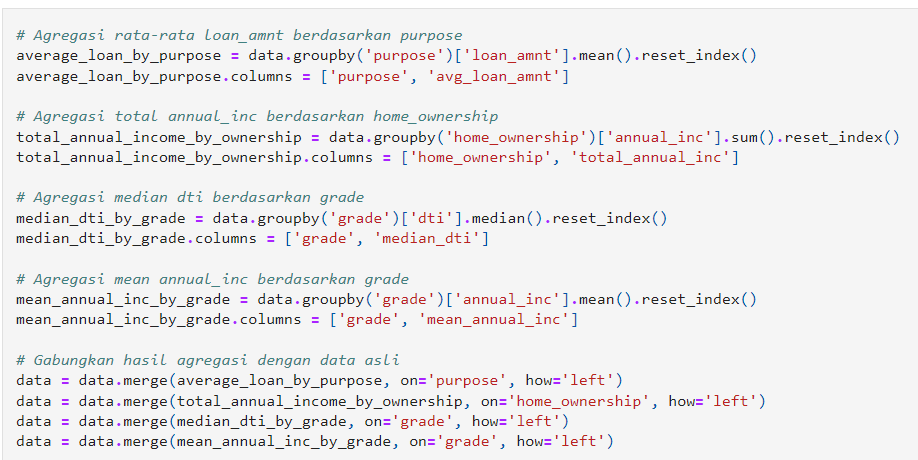 # Agregasi rata-rata loan_amnt berdasarkan purpose
average_loan_by_purpose = data.groupby('purpose')['loan_amnt'].mean().reset_index()
average_loan_by_purpose.columns = ['purpose', 'avg_loan_amnt']
# Agregasi total annual_inc berdasarkan home_ownership
total_annual_income_by_ownership = data.groupby('home_ownership')['annual_inc'].sum().reset_index()
total_annual_income_by_ownership.columns = ['home_ownership', 'total_annual_inc']
# Agregasi median dti berdasarkan grade
median_dti_by_grade = data.groupby('grade')['dti'].median().reset_index()
median_dti_by_grade.columns = ['grade', 'median_dti']
# Agregasi mean annual_inc berdasarkan grade
mean_annual_inc_by_grade = data.groupby('grade')['annual_inc'].mean().reset_index()
mean_annual_inc_by_grade.columns = ['grade', 'mean_annual_inc']
# Gabungkan hasil agregasi dengan data asli
data = data.merge(average_loan_by_purpose, on='purpose', how='left')
data = data.merge(total_annual_income_by_ownership, on='home_ownership', how='left')
data = data.merge(median_dti_by_grade, on='grade', how='left')
data = data.merge(mean_annual_inc_by_grade, on='grade', how='left')